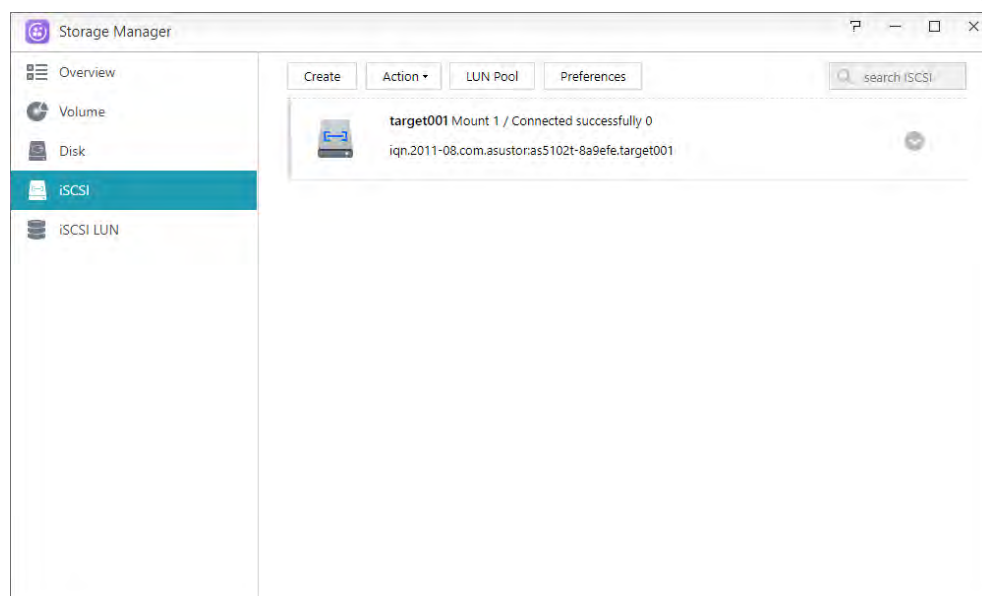 Storage Manager
Overview
Volume
Disk
iSCSI
iSCSI LUN
Create Action LUN Pool Preferences search iSCSI
target001 Mount 1 / Connected successfully 0
iqn.2011-08.com.asustor:as5102t-8a9efe.target001